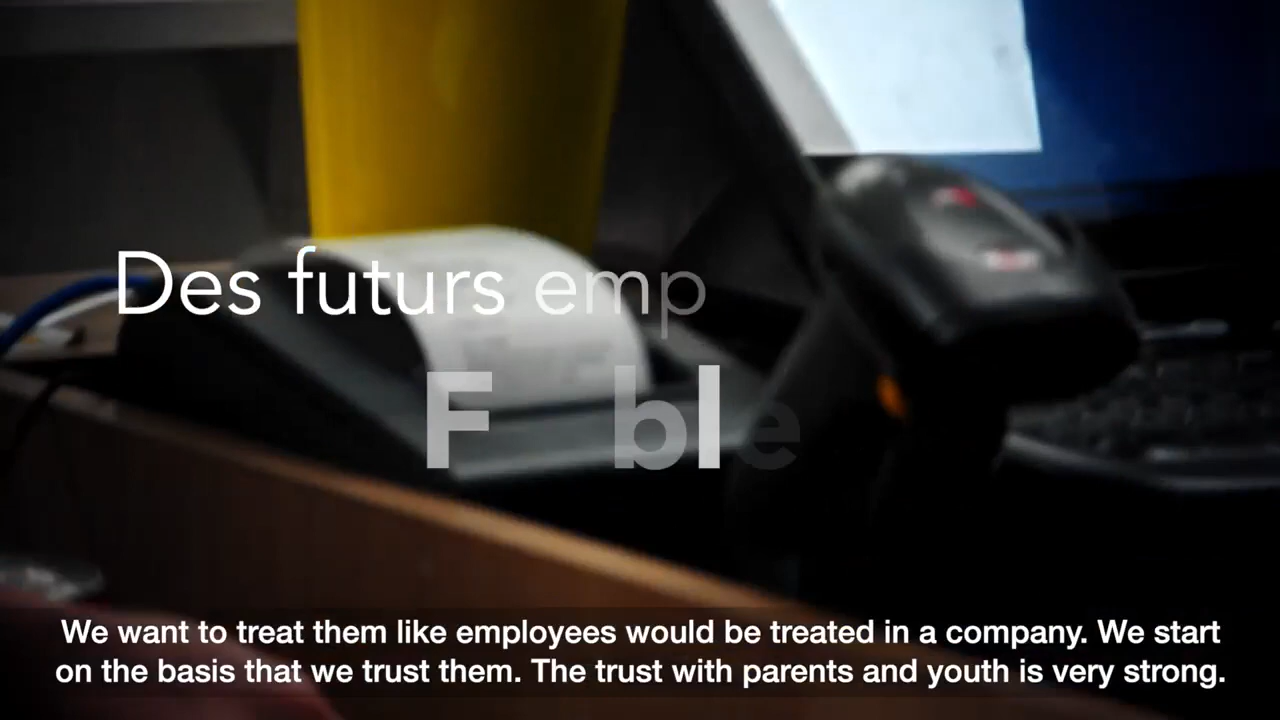 Des futurs emp
F ble
We want to treat them like employees would be treated in a company. We start
on the basis that we trust them. The trust with parents and youth is very strong.